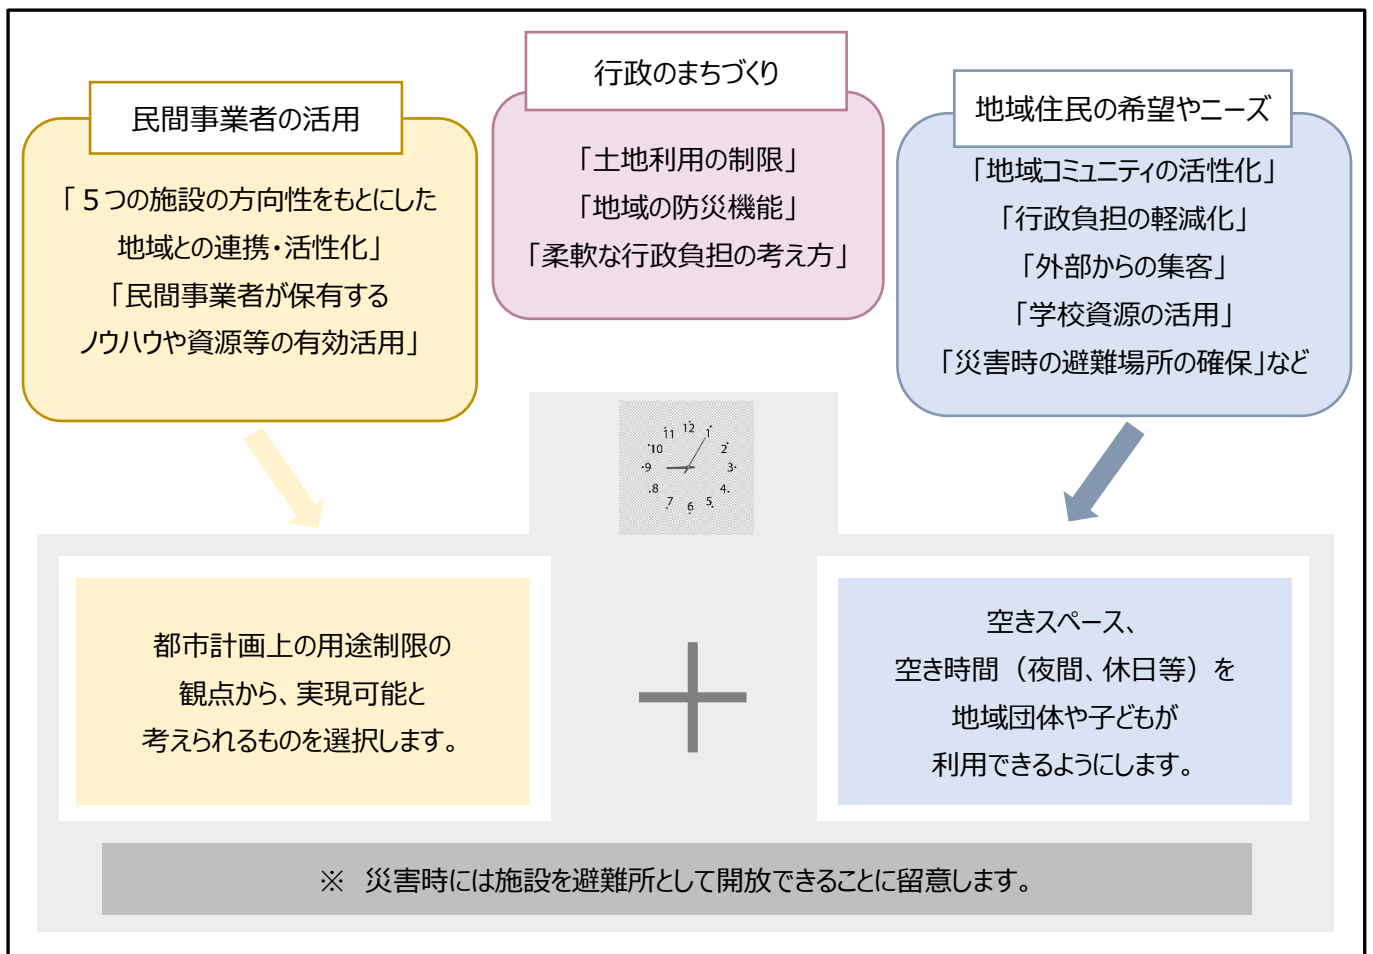 民間事業者の活用
「５つの施設の方向性をもとにした
地域との連携・活性化」
「民間事業者が保有する
ノウハウや資源等の有効活用」
行政のまちづくり
「土地利用の制限」
「地域の防災機能」
「柔軟な行政負担の考え方」
地域住民の希望やニーズ
「地域コミュニティの活性化」
「行政負担の軽減化」
「外部からの集客」
「学校資源の活用」
「災害時の避難場所の確保」など
12
1
2
3
4
5
6
7
8
9
10
11
都市計画上の用途制限の
観点から、実現可能と
考えられるものを選択します。
空きスペース、
空き時間（夜間、休日等）を
地域団体や子どもが
利用できるようにします。
※　災害時には施設を避難所として開放できることに留意します。